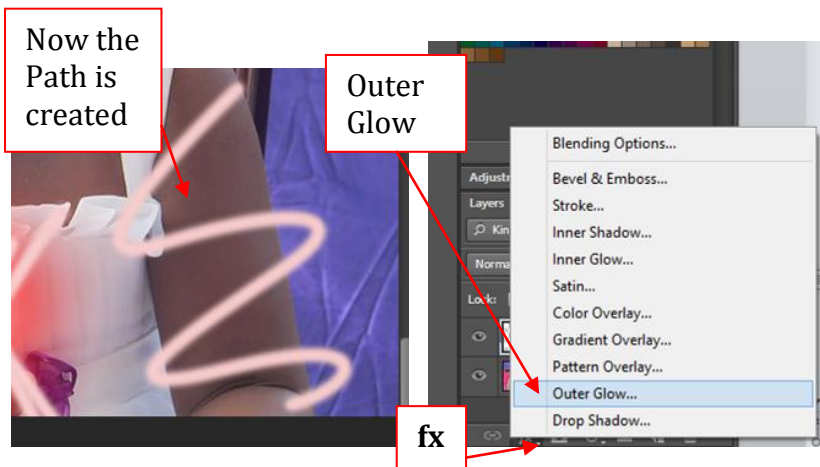 Now the
Path is
created
Outer
Glow
Blending Options...
Bevel & Emboss...
Stroke...
Inner Shadow...
Inner Glow...
Satin...
Color Overlay...
Gradient Overlay...
Pattern Overlay...
Outer Glow...
Drop Shadow...
Adjust
Layers
Kin
Norma
Lock:
fx